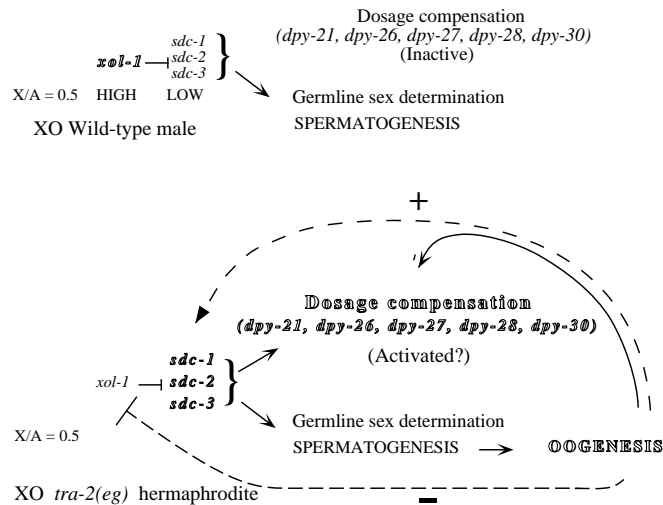 Dosage compensation
(dpy-21, dpy-26, dpy-27, dpy-28, dpy-30)
(Inactive)
sdc-1
xol-1 sdc-2
sdc-3
X/A = 0.5 HIGH LOW
Germline sex determination
SPERMATOGENESIS
XO Wild-type male
+
Dosage compensation
(dpy-21, dpy-26, dpy-27, dpy-28, dpy-30)
(Activated?)
sdc-1
xol-1 sdc-2
sdc-3
Germline sex determination
X/A = 0.5
SPERMATOGENESIS OOGENESIS
XO tra-2(eg) hermaphrodite
-